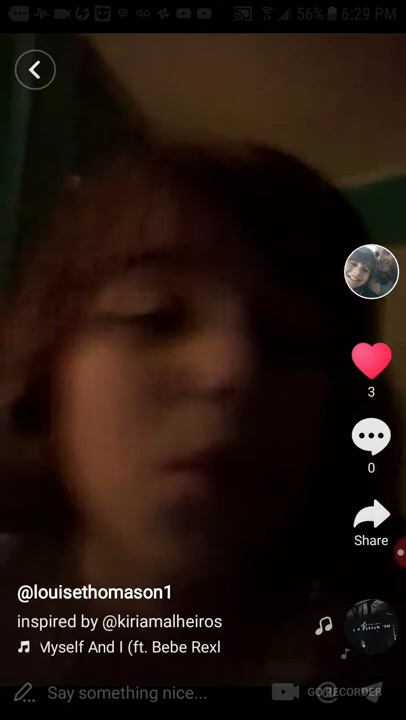 56% 6:29 PM
3
0
Share
@louisethomason1
inspired by @kiriamalheiros
Myself And I (ft. Bebe Rexl
Say something nice...
GO RECORDER